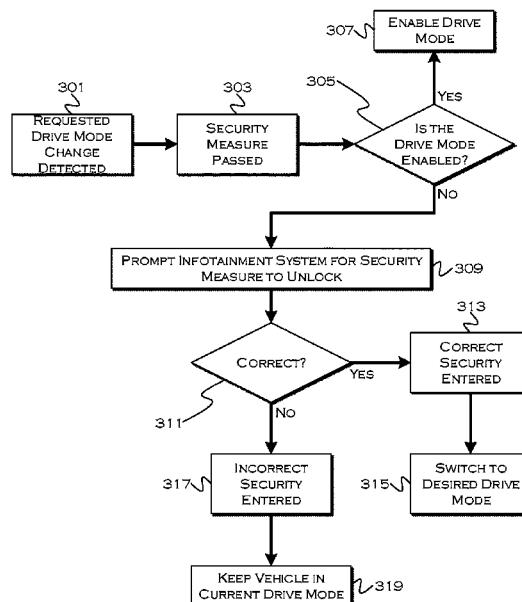 307
ENABLE DRIVE
MODE
301
303
305
YES
REQUESTED
DRIVE MODE
CHANGE
DETECTED
SECURITY
MEASURE
PASSED
IS THE
DRIVE MODE
ENABLED?
NO
PROMPT INFOTAINMENT SYSTEM FOR SECURITY
MEASURE TO UNLOCK
309
313
CORRECT?
YES
CORRECT
SECURITY
ENTERED
311
NO
317
INCORRECT
SECURITY
ENTERED
315
SWITCH TO
DESIRED DRIVE
MODE
KEEP VEHICLE IN
CURRENT DRIVE MODE
319